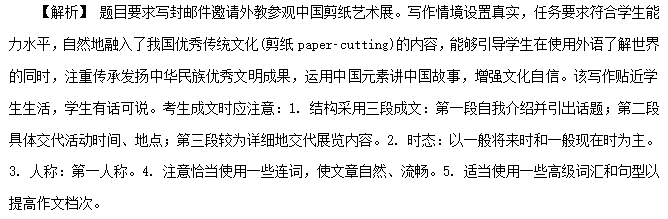 【解析】 题目要求写封邮件邀请外教参观中国剪纸艺术展。写作情境设置真实，任务要求符合学生能
力水平，自然地融入了我国优秀传统文化(剪纸 paper-cutting)的内容，能够引导学生在使用外语了解世界
的同时，注重传承发扬中华民族优秀文明成果，运用中国元素讲中国故事，增强文化自信。该写作贴近学
生生活，学生有话可说。考生成文时应注意：1. 结构采用三段成文：第一段自我介绍并引出话题；第二段
具体交代活动时间、地点；第三段较为详细地交代展览内容。2. 时态：以一般将来时和一般现在时为主。
3. 人称：第一人称。4. 注意恰当使用一些连词，使文章自然、流畅。5. 适当使用一些高级词汇和句型以
提高作文档次。